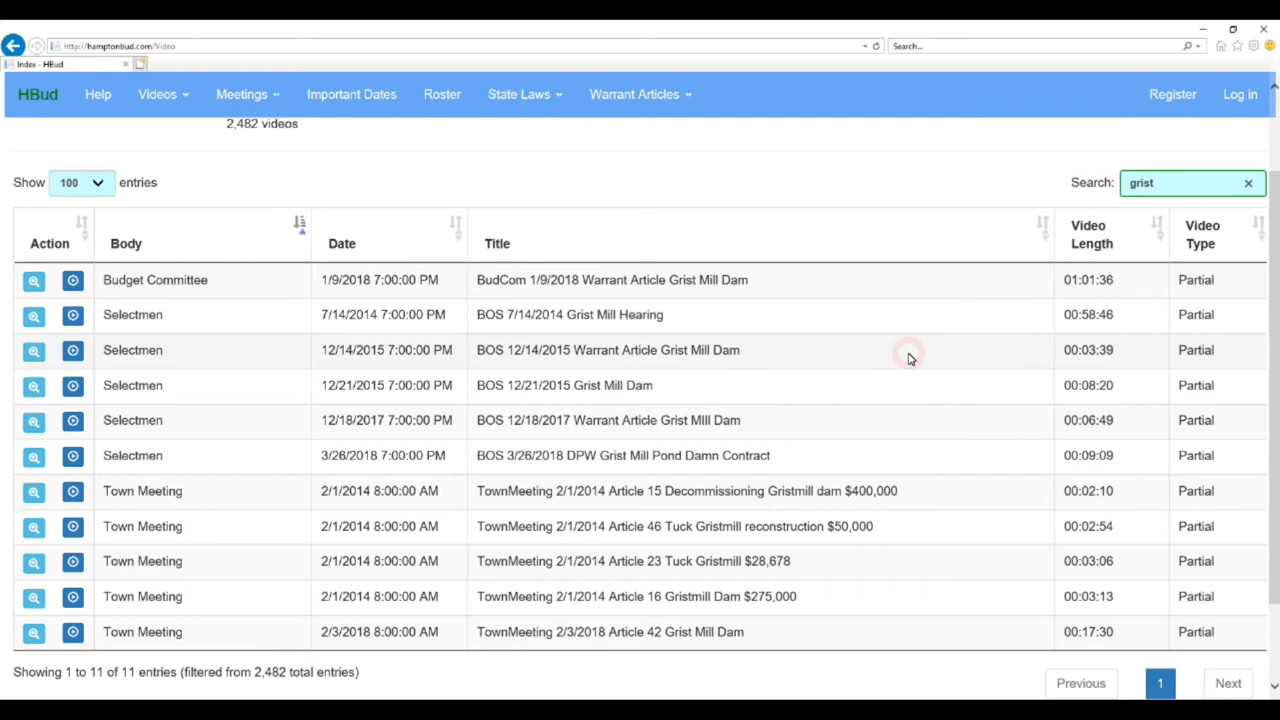 http://hamptonbud.com/Video
Search...
Index - HBud
HBud Help Videos Meetings Important Dates Roster State Laws Warrant Articles Register Log in
2,482 videos
Show 100 entries Search: grist
Action Body Date Title Video Length Video Type
Budget Committee 1/9/2018 7:00:00 PM BudCom 1/9/2018 Warrant Article Grist Mill Dam 01:01:36 Partial
Selectmen 7/14/2014 7:00:00 PM BOS 7/14/2014 Grist Mill Hearing 00:58:46 Partial
Selectmen 12/14/2015 7:00:00 PM BOS 12/14/2015 Warrant Article Grist Mill Dam 00:03:39 Partial
Selectmen 12/21/2015 7:00:00 PM BOS 12/21/2015 Grist Mill Dam 00:08:20 Partial
Selectmen 12/18/2017 7:00:00 PM BOS 12/18/2017 Warrant Article Grist MIll Dam 00:06:49 Partial
Selectmen 3/26/2018 7:00:00 PM BOS 3/26/2018 DPW Grist Mill Pond Damn Contract 00:09:09 Partial
Town Meeting 2/1/2014 8:00:00 AM TownMeeting 2/1/2014 Article 15 Decommissioning Gristmill dam $400,000 00:02:10 Partial
Town Meeting 2/1/2014 8:00:00 AM TownMeeting 2/1/2014 Article 46 Tuck Gristmill reconstruction $50,000 00:02:54 Partial
Town Meeting 2/1/2014 8:00:00 AM TownMeeting 2/1/2014 Article 23 Tuck Gristmill $28,678 00:03:06 Partial
Town Meeting 2/1/2014 8:00:00 AM TownMeeting 2/1/2014 Article 16 Gristmill Dam $275,000 00:03:13 Partial
Town Meeting 2/3/2018 8:00:00 AM TownMeeting 2/3/2018 Article 42 Grist Mill Dam 00:17:30 Partial
Showing 1 to 11 of 11 entries (filtered from 2,482 total entries)
Previous 1 Next